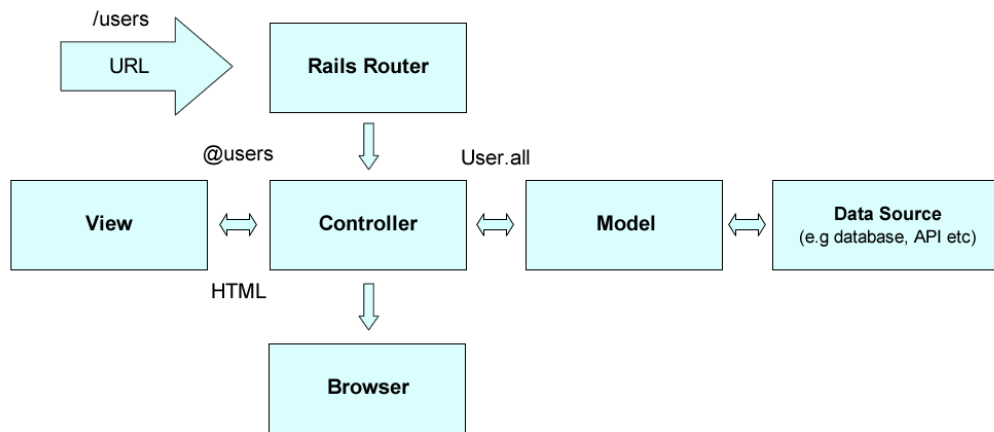 /users
URL
Rails Router
@users
User.all
View
Controller
Model
Data Source
(e.g database, API etc)
HTML
Browser